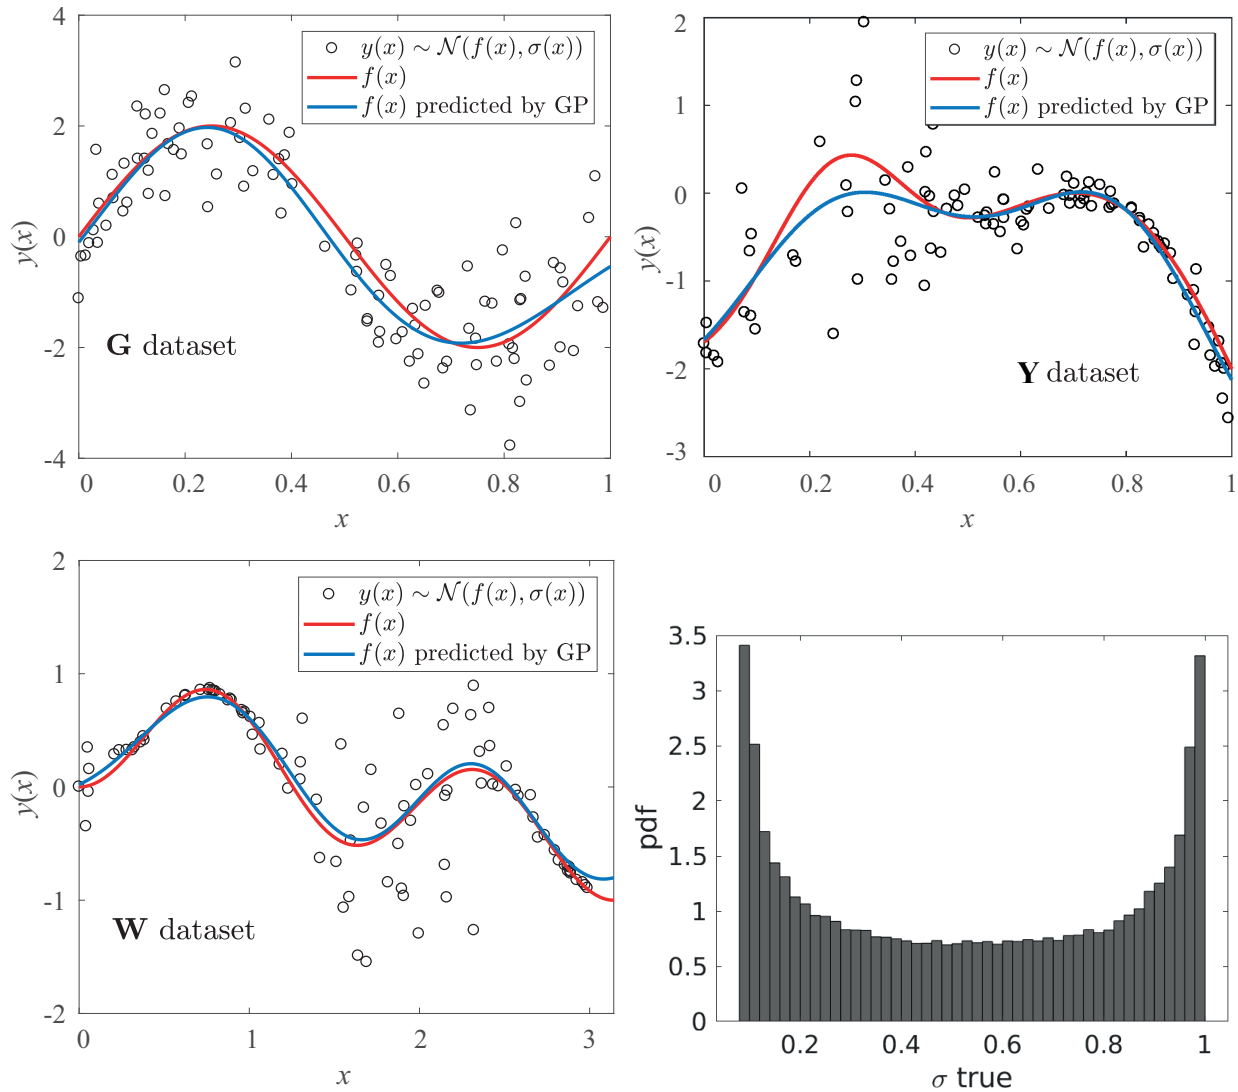 4
2
0
-2
-4
y(x)
y(x) ∼ N(f(x), σ(x))
f(x)
f(x) predicted by GP
G dataset
0 0.2 0.4 0.6 0.8 1
x
2
1
0
-1
-2
-3
y(x)
y(x) ∼ N(f(x), σ(x))
f(x)
f(x) predicted by GP
Y dataset
0 0.2 0.4 0.6 0.8 1
x
2
1
0
-1
-2
y(x)
y(x) ∼ N(f(x), σ(x))
f(x)
f(x) predicted by GP
W dataset
0 1 2 3
x
3.5
3
2.5
2
1.5
1
0.5
0
pdf
0.2 0.4 0.6 0.8 1
σ true